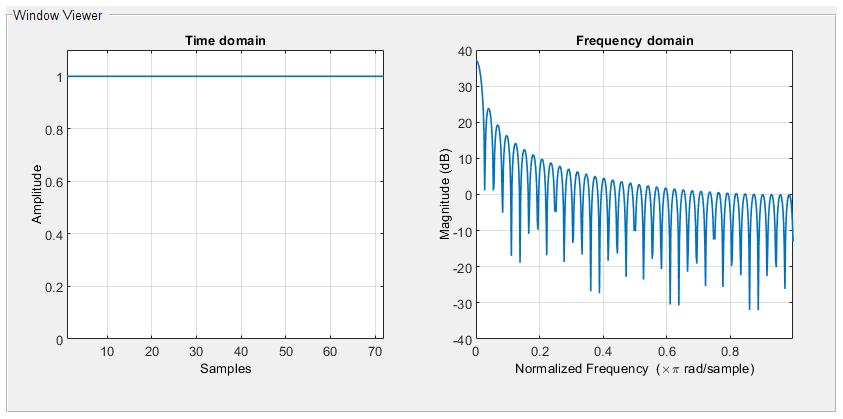 Window Viewer
Time domain
1
0.8
0.6
0.4
0.2
0
Amplitude
10 20 30 40 50 60 70
Samples
Frequency domain
40
30
20
10
0
-10
-20
-30
-40
Magnitude (dB)
0 0.2 0.4 0.6 0.8
Normalized Frequency (×π rad/sample)